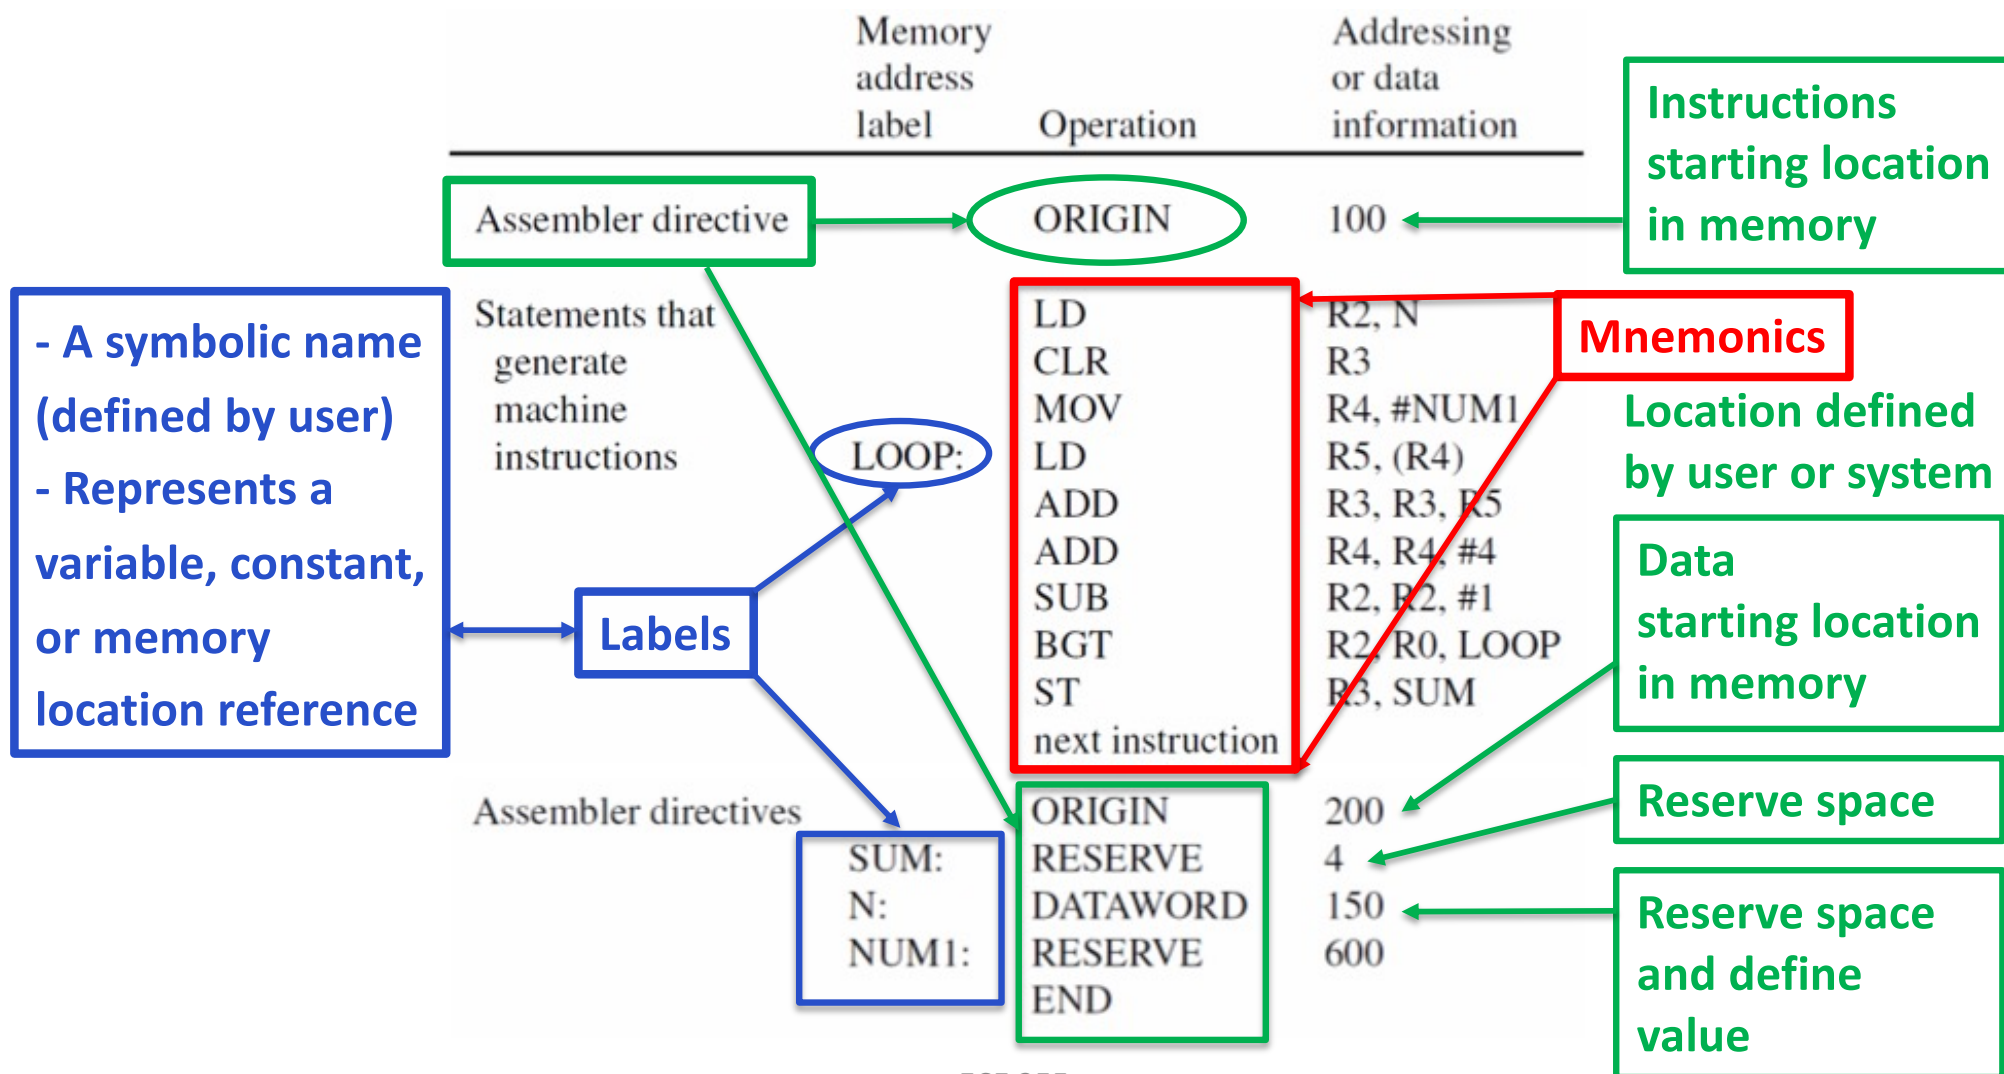 Memory address label
Operation
Addressing or data information
Assembler directive ORIGIN 100
Instructions
starting location
in memory
Statements that LD R2, N
generate CLR R3
machine MOV R4, #NUM1
instructions LOOP: LD R5, (R4)
ADD R3, R3, R5
ADD R4, R4, #4
SUB R2, R2, #1
BGT R2, R0, LOOP
ST R3, SUM
next instruction
Mnemonics
Location defined
by user or system
- A symbolic name
(defined by user)
- Represents a
variable, constant,
or memory
location reference
Labels
Data
starting location
in memory
Assembler directives ORIGIN 200
SUM: RESERVE 4
N: DATAWORD 150
NUM1: RESERVE 600
END
Reserve space
Reserve space
and define
value